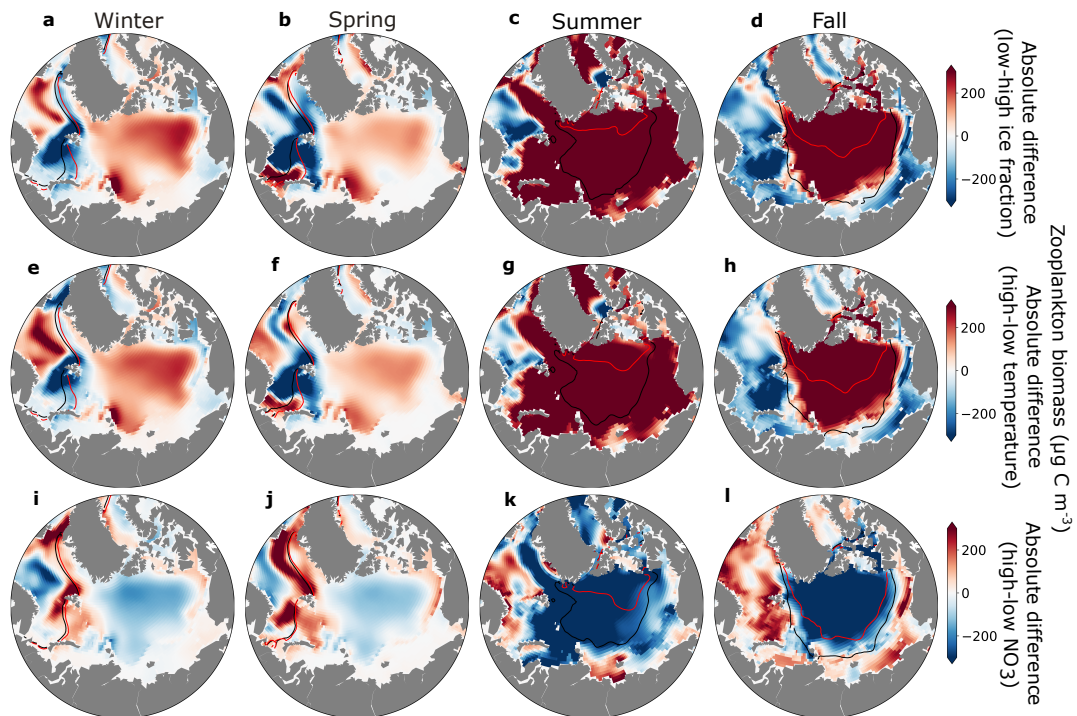 Winter
Spring
Summer
Fall
a
b
c
d
200
0
−200
Absolute difference
(low-high ice fraction)
e
f
g
h
200
0
−200
Absolute difference
(high-low temperature)
Zooplankton biomass (µg C m-3)
i
j
k
l
200
0
−200
Absolute difference
(high-low NO3)